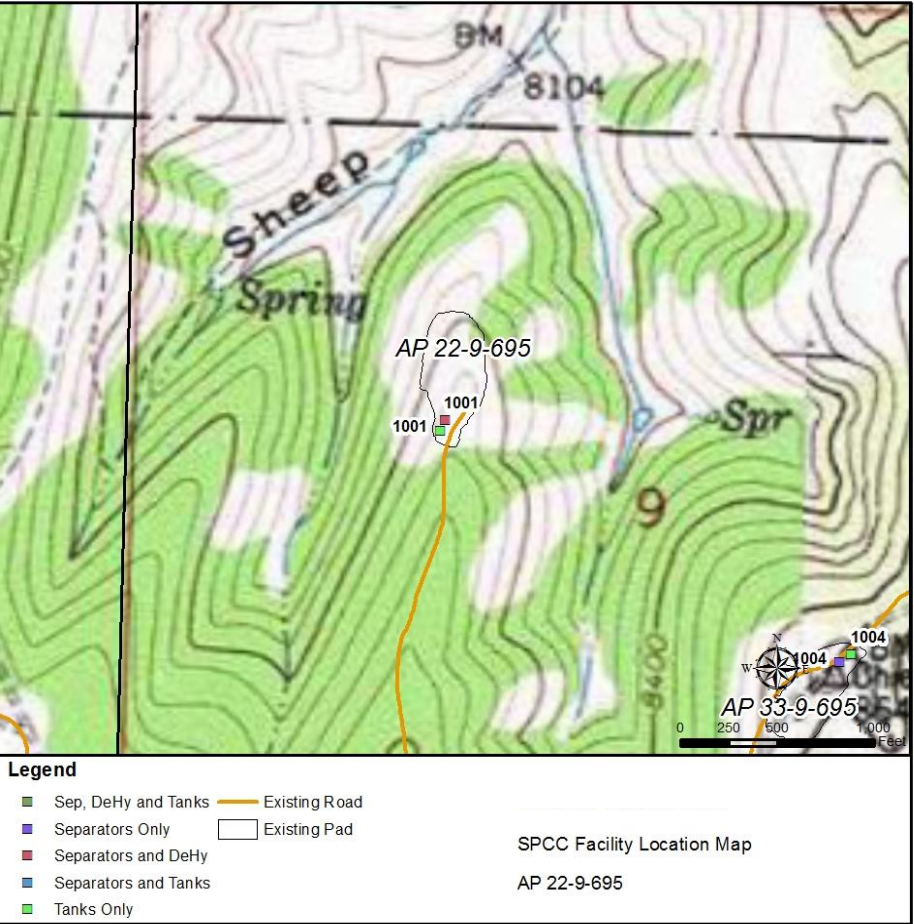 BM
8104
Sheep
Spring
AP 22-9-695
1001
1001
Spr
9
8400
N
W
E
1004
1004
AP 33-9-695
0 250 500 1,000
Feet
Legend
Sep, DeHy and Tanks
Existing Road
Separators Only
Existing Pad
Separators and DeHy
Separators and Tanks
Tanks Only
SPCC Facility Location Map
AP 22-9-695